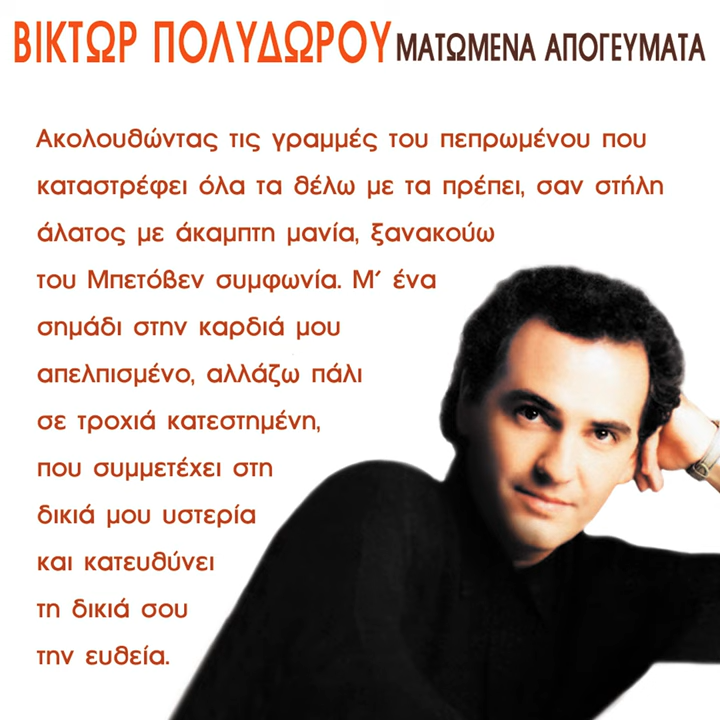 ΒΙΚΤΩΡ ΠΟΛΥΔΩΡΟΥ ΜΑΤΩΜΕΝΑ ΑΠΟΓΕΥΜΑΤΑ
Ακολουθώντας τις γραμμές του πεπρωμένου που
καταστρέφει όλα τα θέλω με τα πρέπει, σαν στήλη
άλατος με άκαμπτη μανία, ξανακούω
του Μπετόβεν συμφωνία. Μ΄ ένα
σημάδι στην καρδιά μου
απελπισμένο, αλλάζω πάλι
σε τροχιά κατεστημένη,
που συμμετέχει στη
δικιά μου υστερία
και κατευθύνει
τη δικιά σου
την ευθεία.